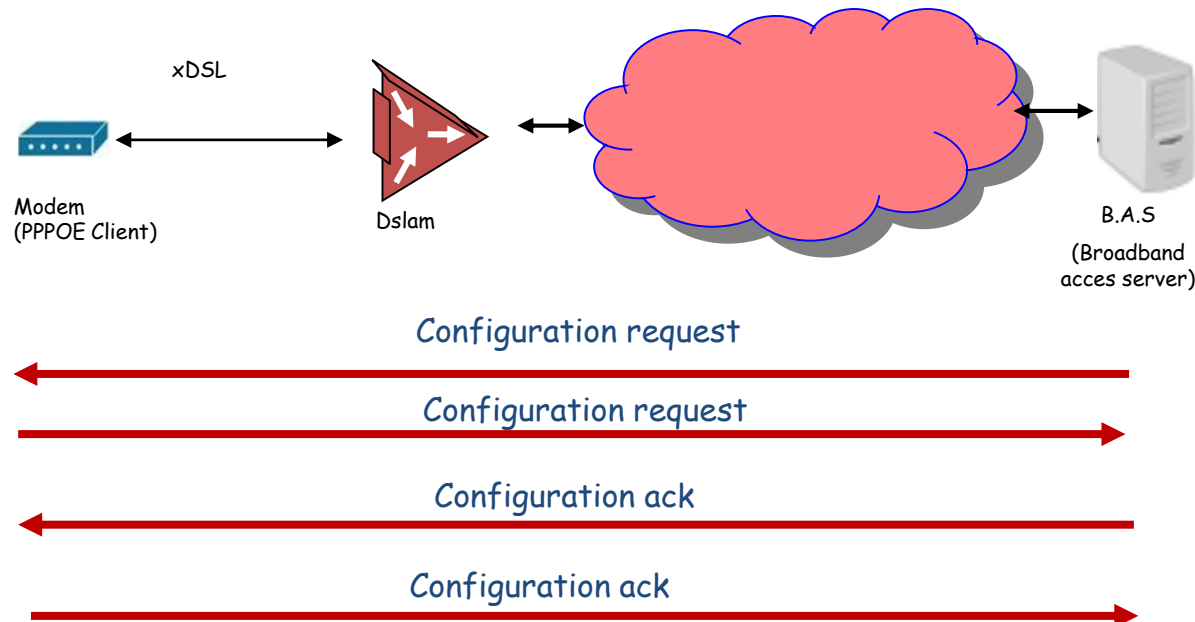 xDSL
Modem
(PPPOE Client)
Dslam
B.A.S
(Broadband
acces server)
Configuration request
Configuration request
Configuration ack
Configuration ack